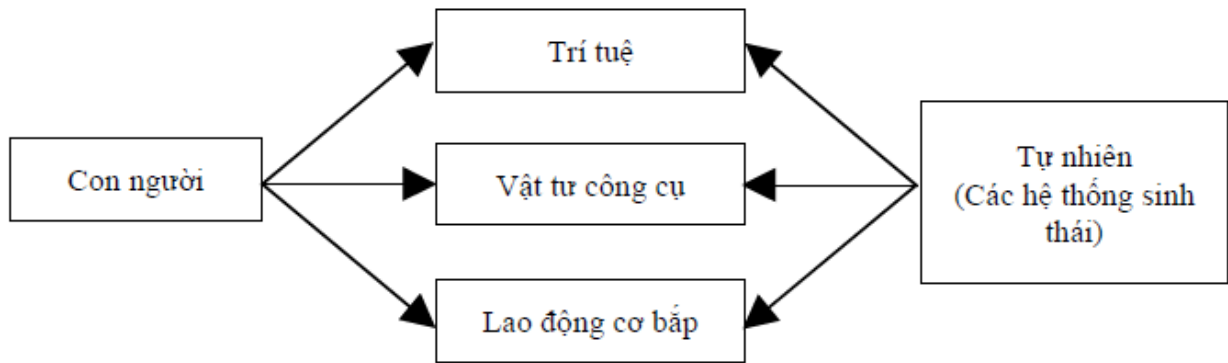 Trí tuệ
Con người
Vật tư công cụ
Lao động cơ bắp
Tự nhiên
(Các hệ thống sinh
thái)